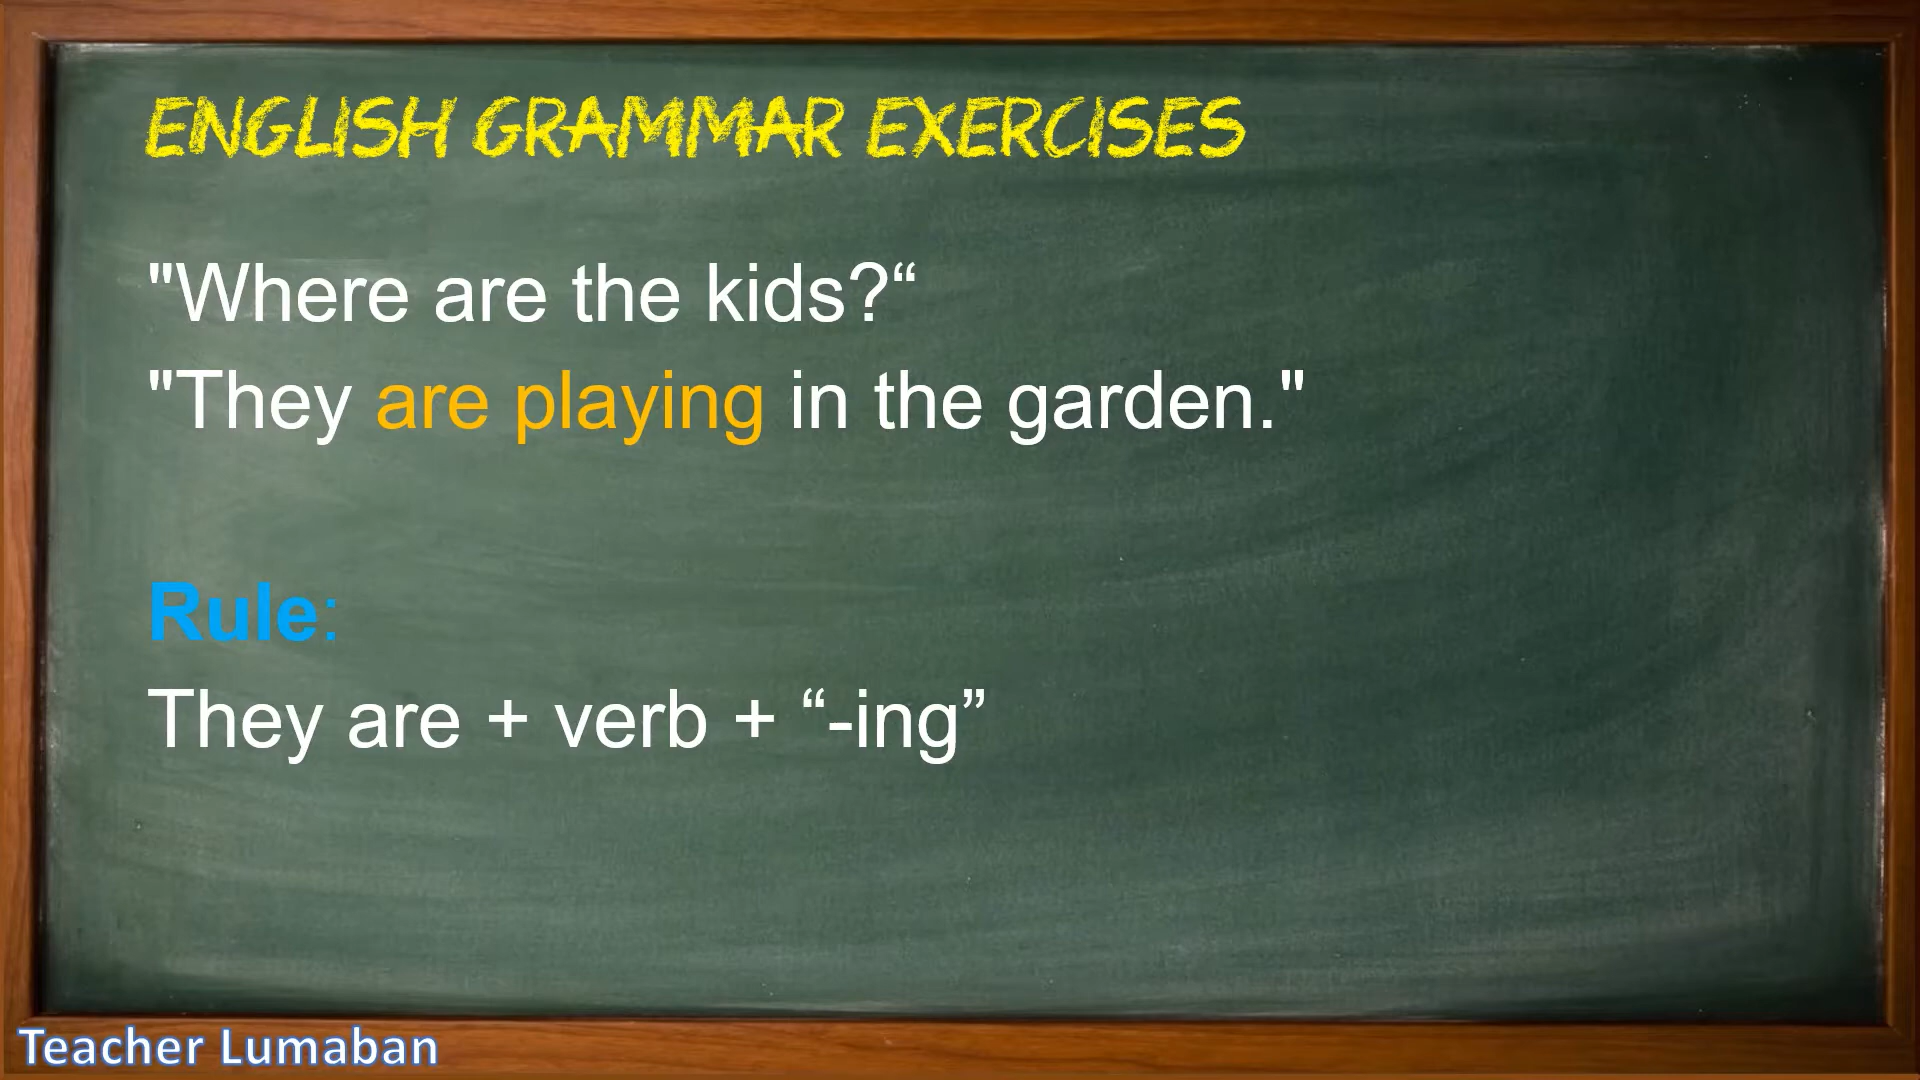 ENGLISH GRAMMAR EXERCISES
"Where are the kids?“
"They are playing in the garden."
Rule:
They are + verb + “-ing”
Teacher Lumaban